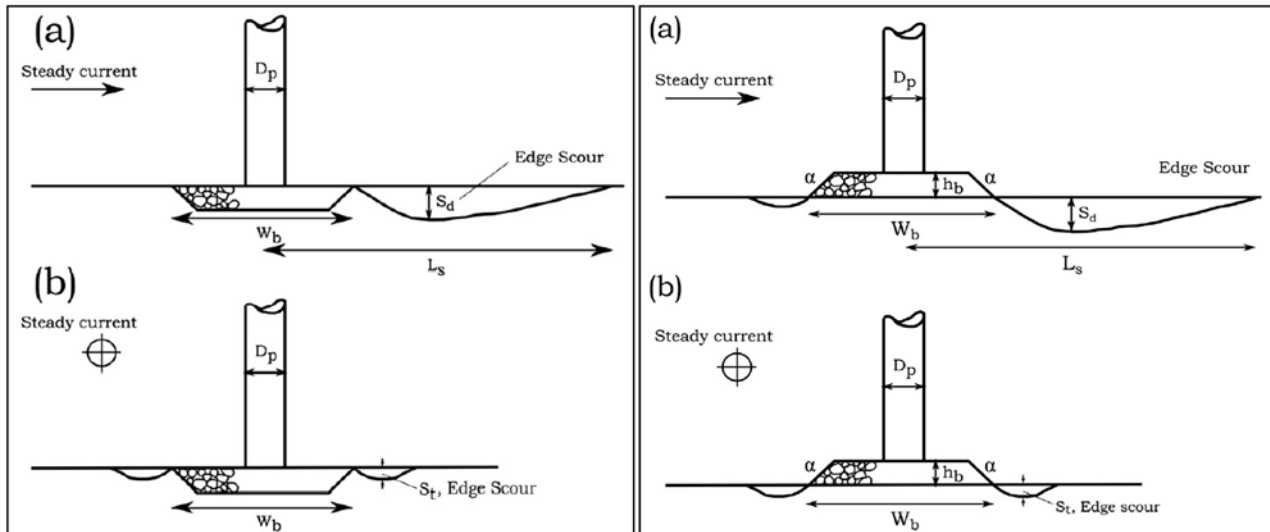 (a)
Steady current
Dp
Edge Scour
Sd
wb
Ls
(b)
Steady current
Dp
St, Edge Scour
wb
(a)
Steady current
Dp
Edge Scour
α
α
hb
Sd
Wb
Ls
(b)
Steady current
Dp
α
α
hb
St, Edge scour
Wb